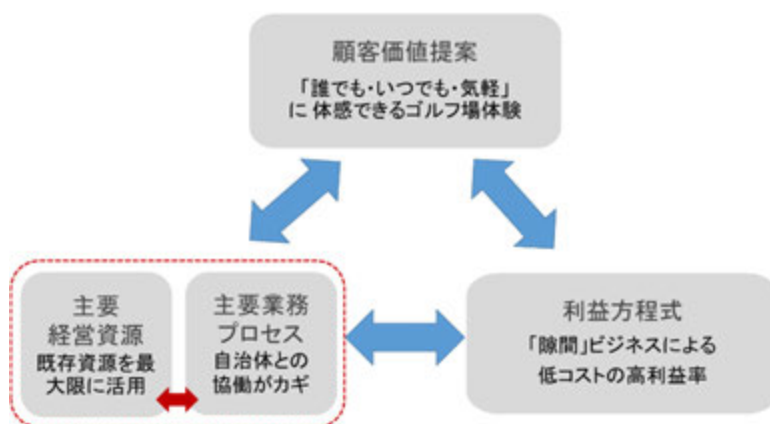 顧客価値提案
「誰でも・いつでも・気軽」
に 体感できるゴルフ場体験
主要
経営資源
既存資源を最
大限に活用
主要業務
プロセス
自治体との
協働がカギ
利益方程式
「隙間」ビジネスによる
低コストの高利益率